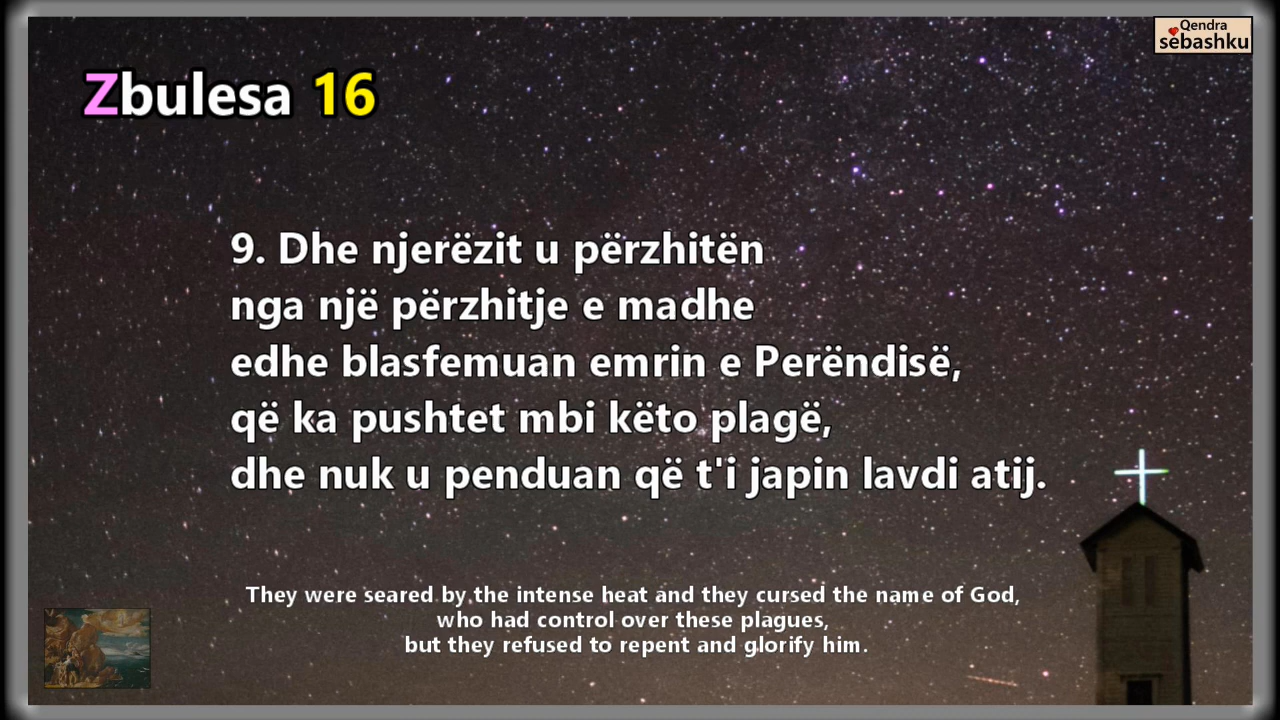 Qendra
sëbashku
Zbulesa 16
9. Dhe njerëzit u përzhitën
nga një përzhitje e madhe
edhe blasfemuan emrin e Perëndisë,
që ka pushtet mbi këto plagë,
dhe nuk u penduan që t'i japin lavdi atij.
They were seared by the intense heat and they cursed the name of God,
who had control over these plagues,
but they refused to repent and glorify him.